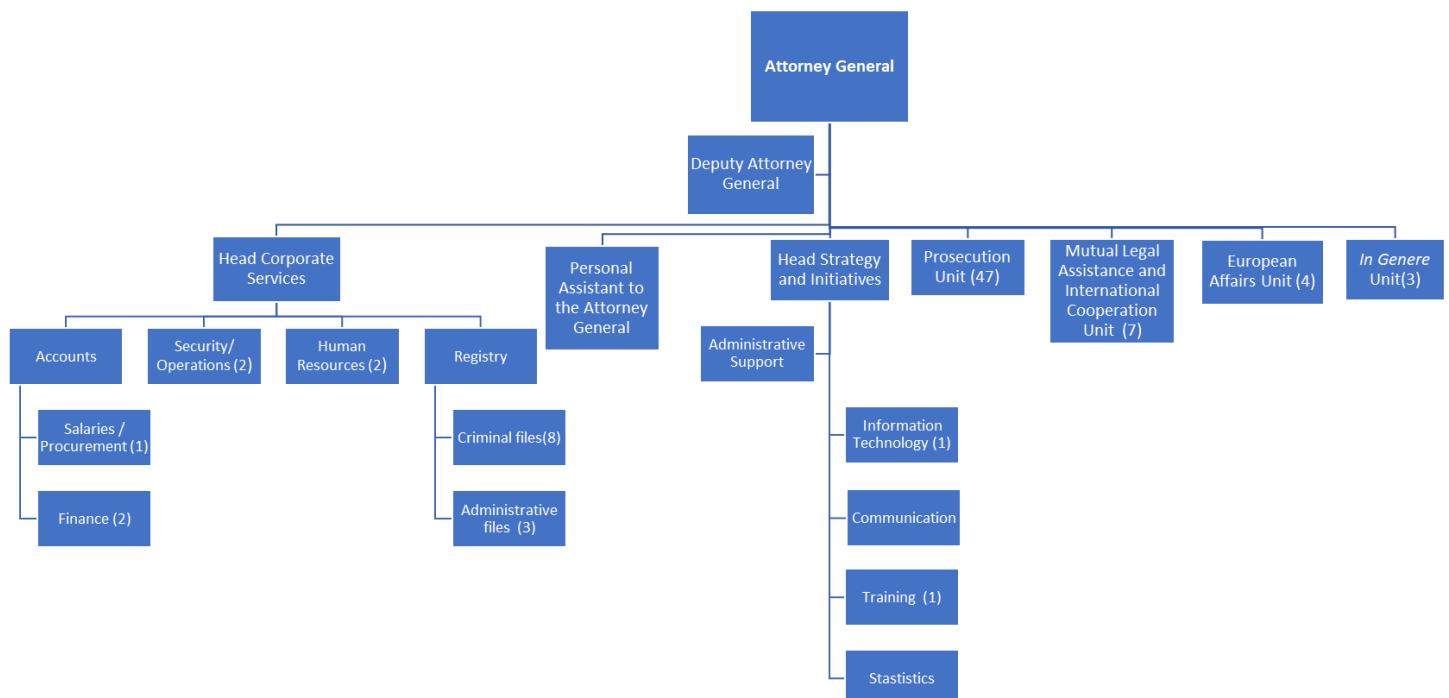 Attorney General
Deputy Attorney
General
Head Corporate
Services
Personal
Assistant to
the Attorney
General
Head Strategy
and Initiatives
Prosecution
Unit (47)
Mutual Legal
Assistance and
International
Cooperation
Unit (7)
European
Affairs Unit (4)
In Genere
Unit(3)
Accounts
Security/
Operations (2)
Human
Resources (2)
Registry
Administrative
Support
Salaries /
Procurement (1)
Finance (2)
Criminal files(8)
Administrative
files (3)
Information
Technology (1)
Communication
Training (1)
Stastistics